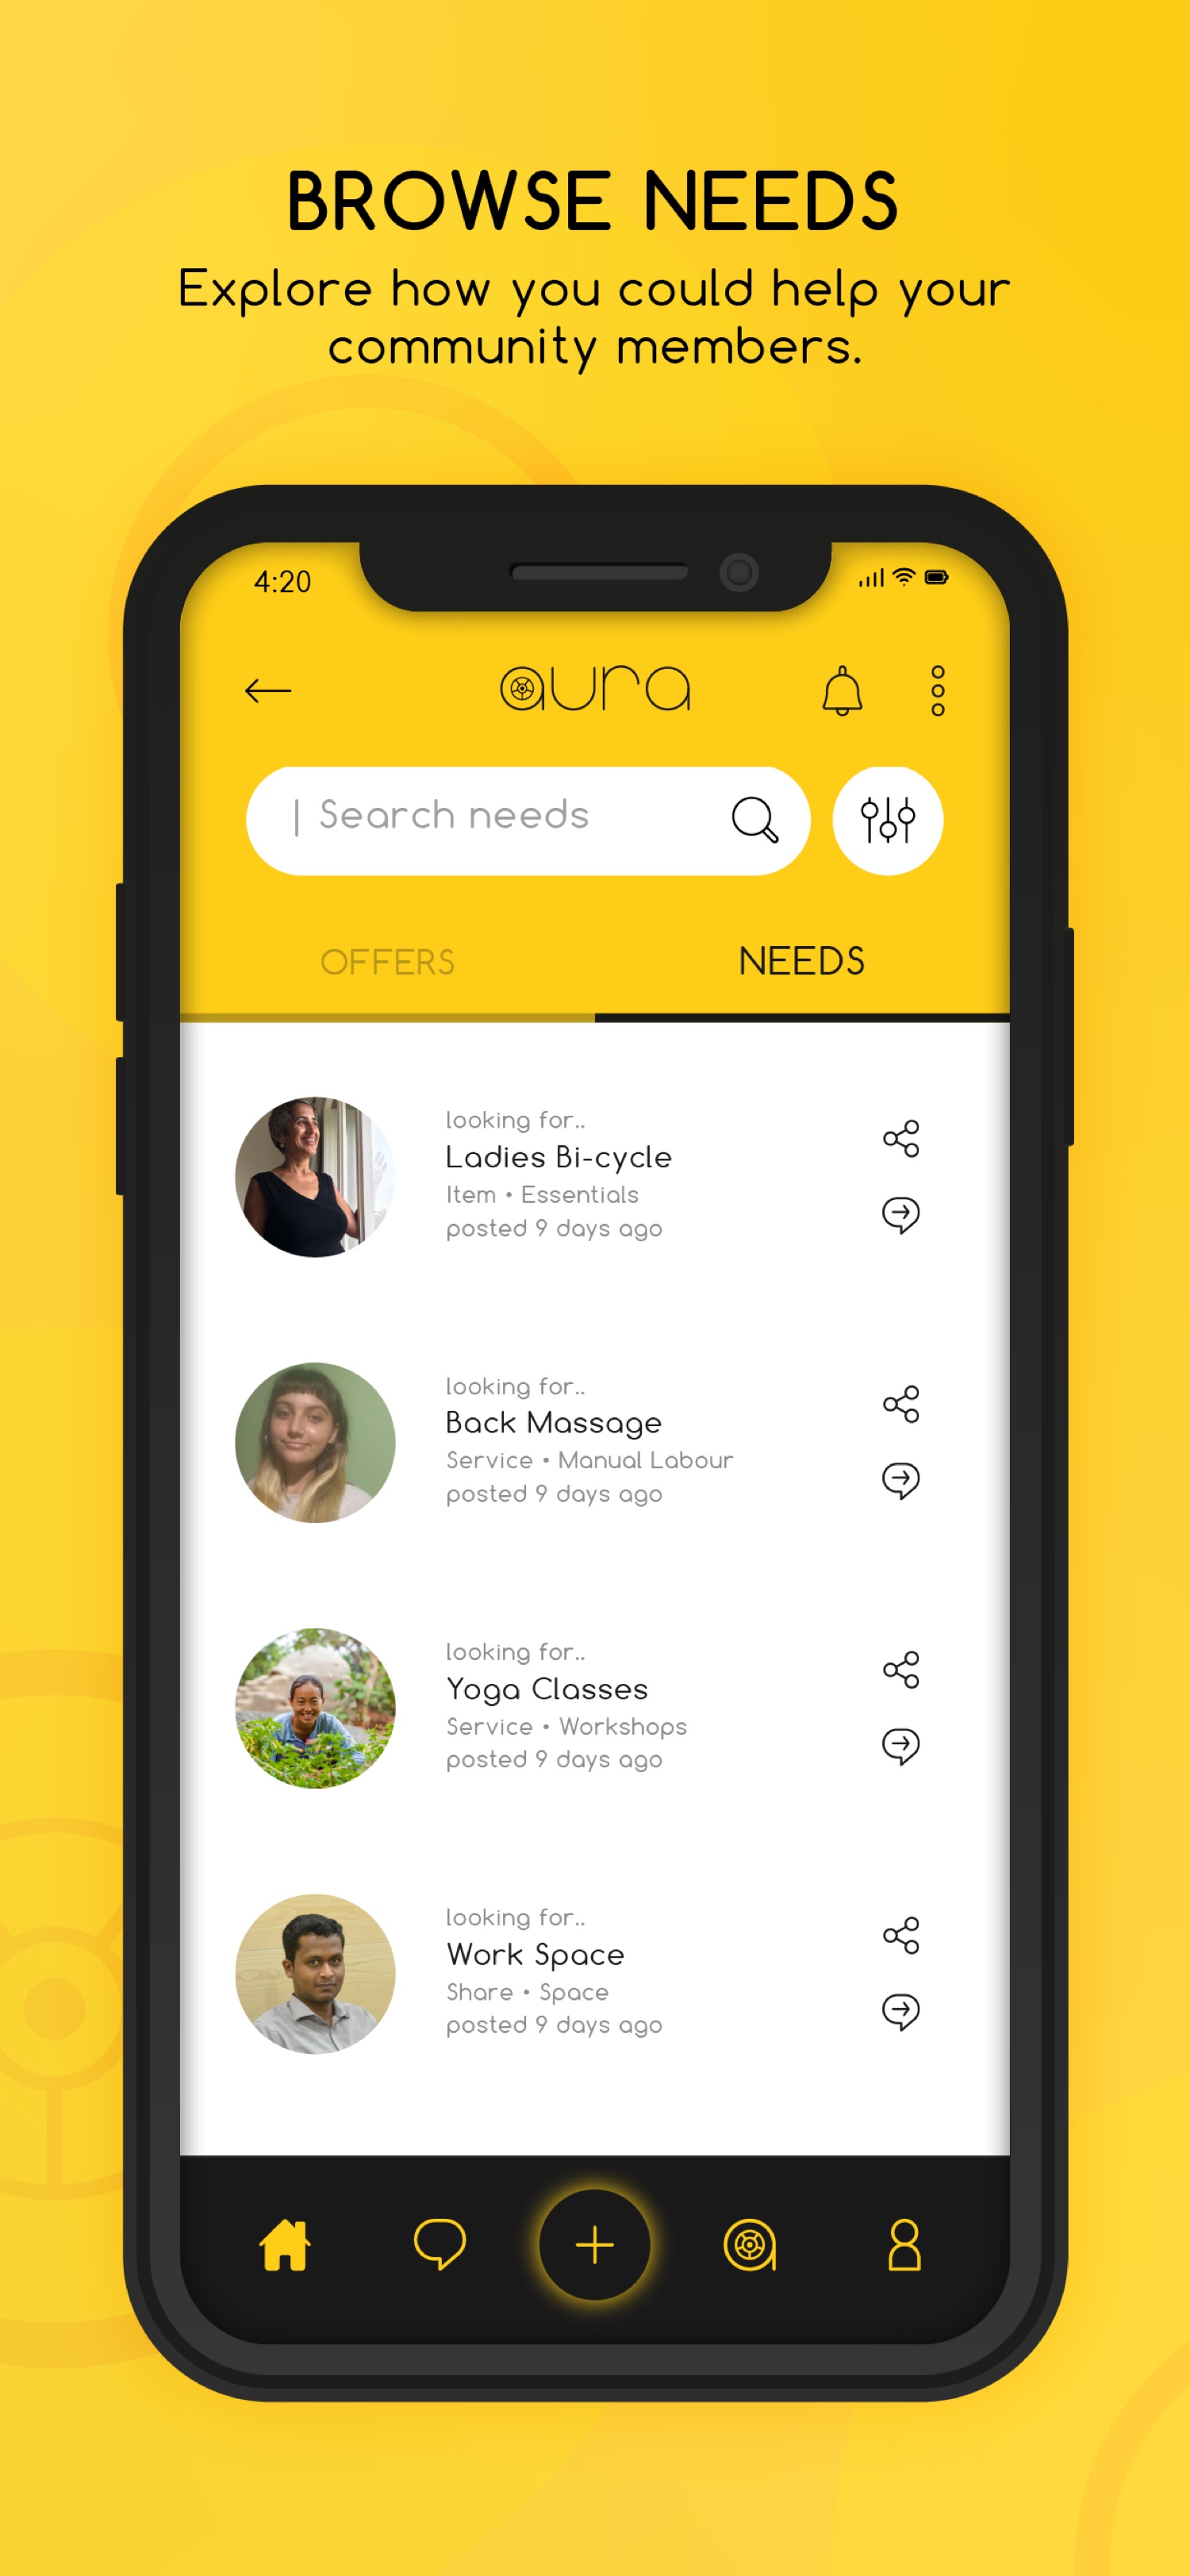 BROWSE NEEDS
Explore how you could help your
community members.
4:20
aura
Search needs
OFFERS
NEEDS
looking for..
Ladies Bi-cycle
Item • Essentials
posted 9 days ago
looking for..
Back Massage
Service • Manual Labour
posted 9 days ago
looking for..
Yoga Classes
Service • Workshops
posted 9 days ago
looking for..
Work Space
Share • Space
posted 9 days ago